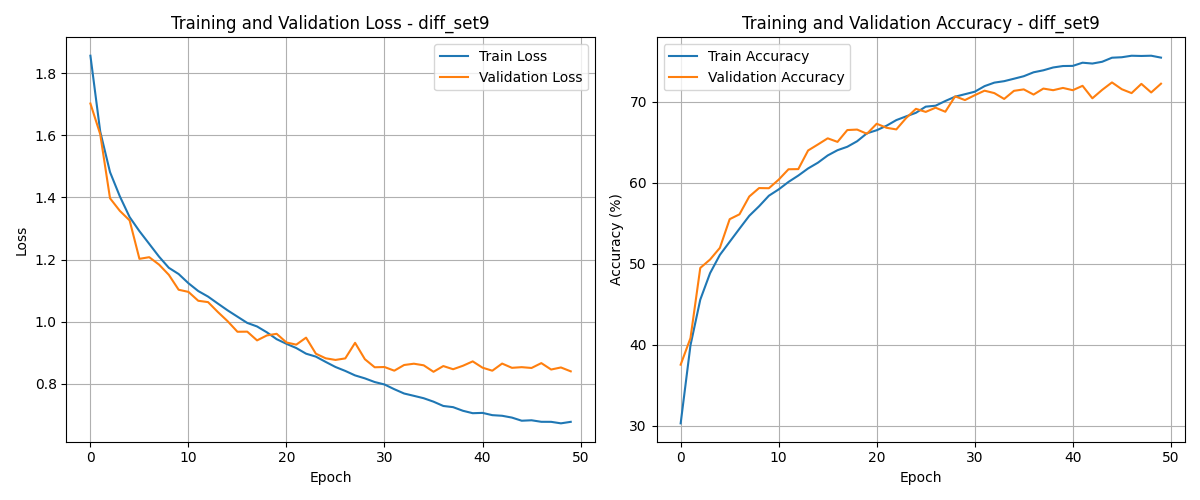 Training and Validation Loss - diff_set9
Train Loss
Validation Loss
1.8
1.6
1.4
1.2
1.0
0.8
Loss
0 10 20 30 40 50
Epoch
Training and Validation Accuracy - diff_set9
Train Accuracy
Validation Accuracy
70
60
50
40
30
Accuracy (%)
0 10 20 30 40 50
Epoch